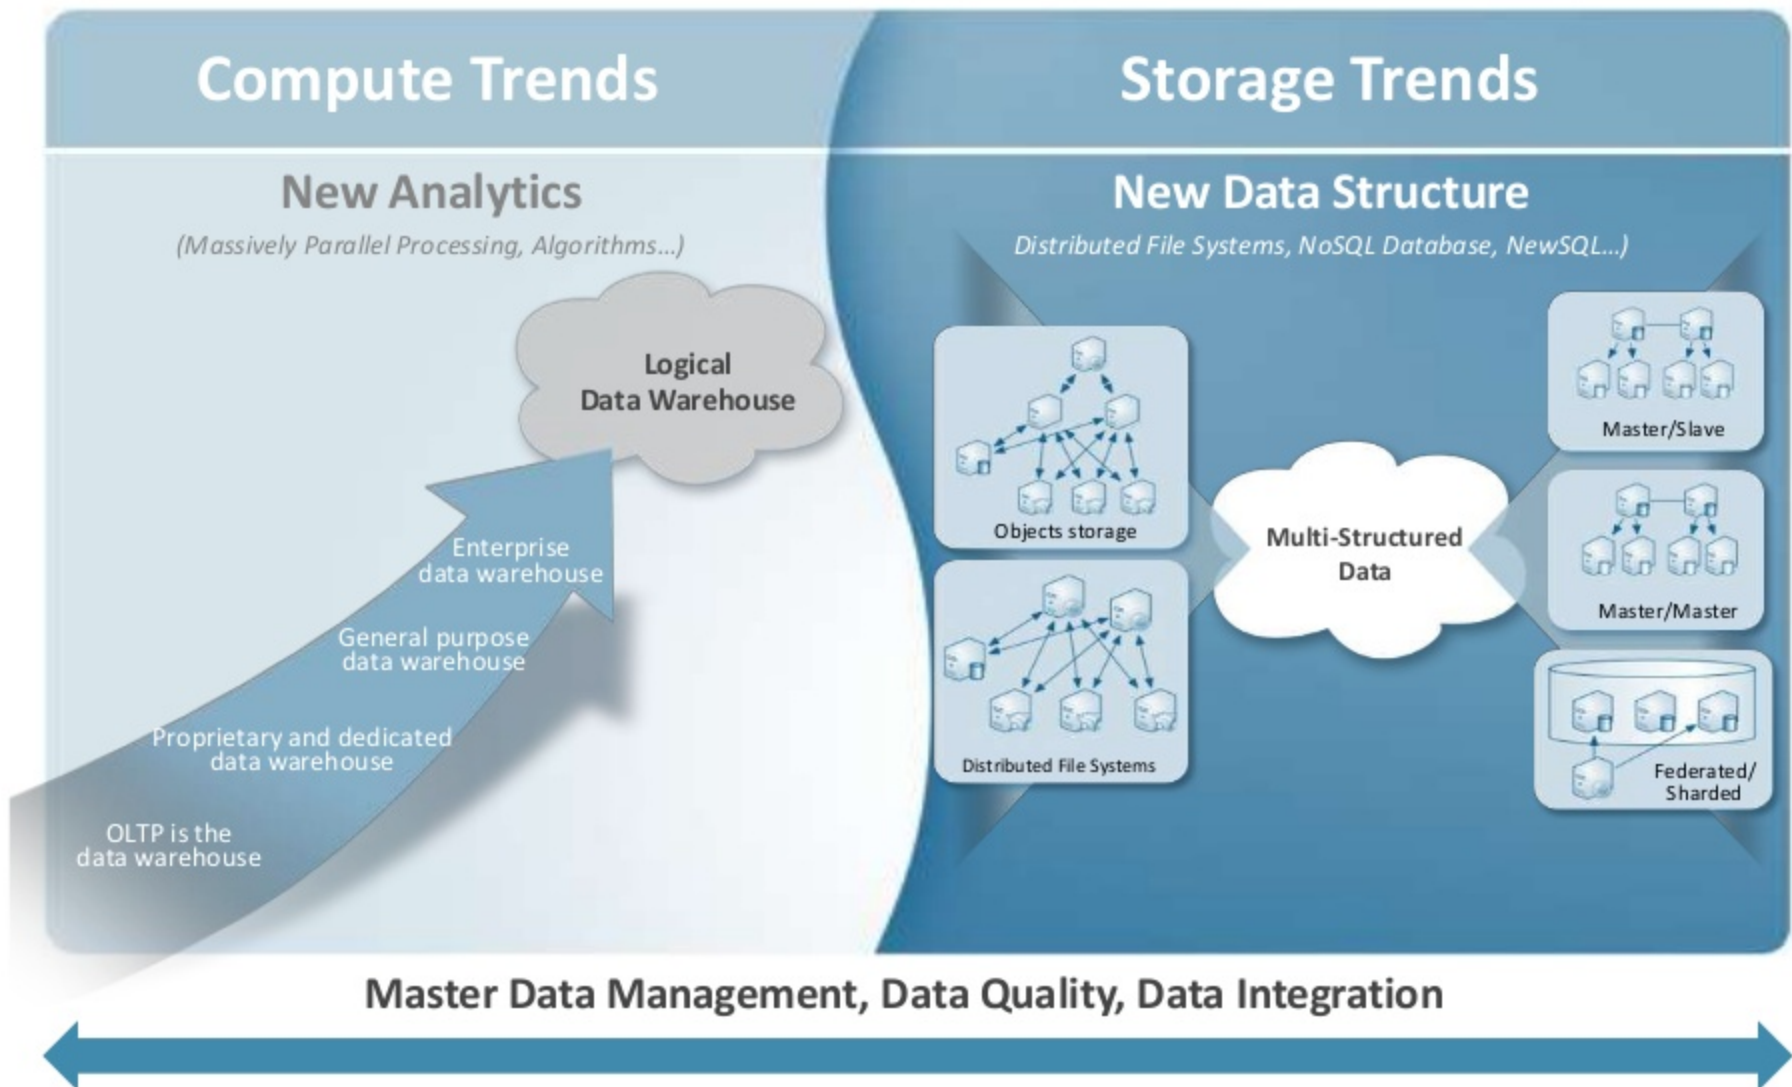 Compute Trends
New Analytics
(Massively Parallel Processing, Algorithms...)
Logical
Data Warehouse
Enterprise
data warehouse
General purpose
data warehouse
Proprietary and dedicated
data warehouse
OLTP is the
data warehouse
Storage Trends
New Data Structure
Distributed File Systems, NoSQL Database, NewSQL...)
Objects storage
Distributed File Systems
Multi-Structured
Data
Master/Slave
Master/Master
Federated/
Sharded
Master Data Management, Data Quality, Data Integration